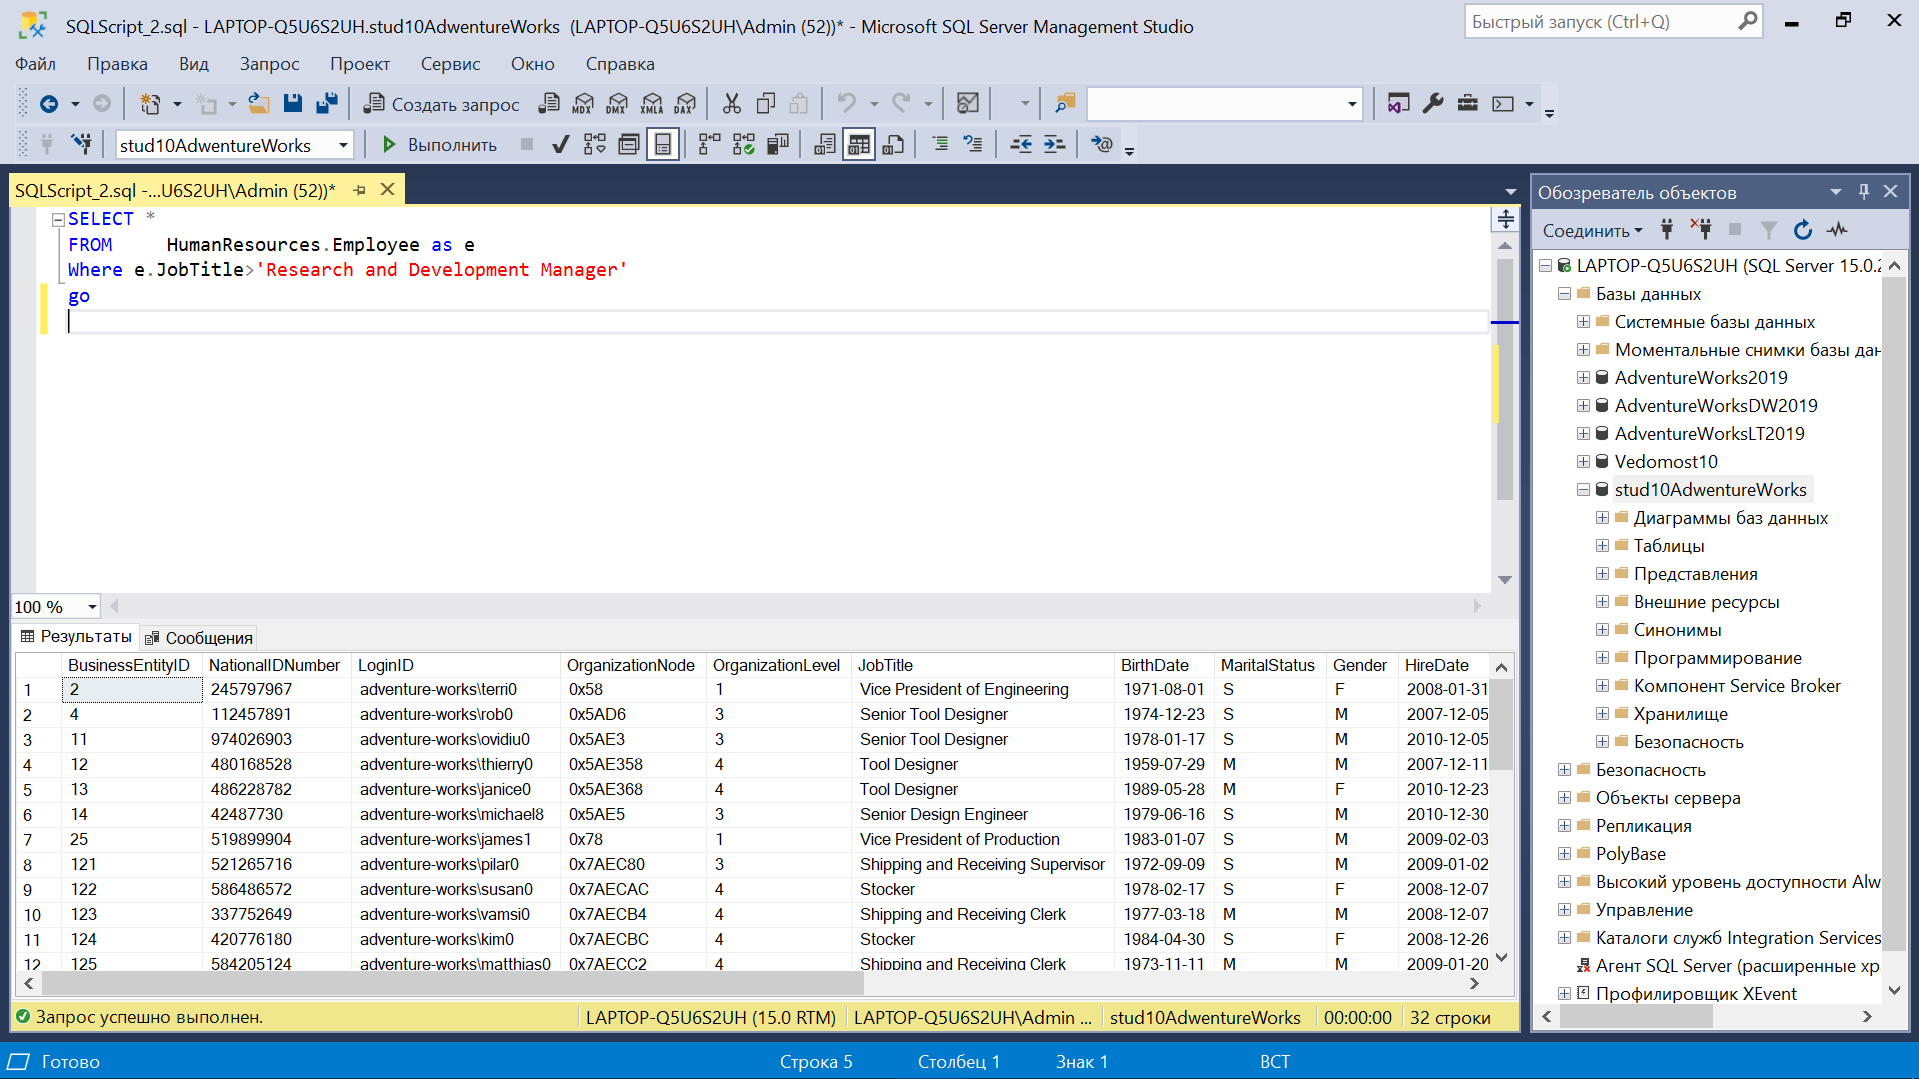 SQLScript_2.sql - LAPTOP-Q5U6S2UH.stud10AdwentureWorks (LAPTOP-Q5U6S2UH\Admin (52))* - Microsoft SQL Server Management Studio
Быстрый запуск (Ctrl+Q)
Файл Правка Вид Запрос Проект Сервис Окно Справка
Создать запрос MDX DMX XMLA DAX
stud10AdwentureWorks Выполнить
SQLScript_2.sql -...U6S2UH\Admin (52))*
SELECT *
FROM HumanResources.Employee as e
Where e.JobTitle>'Research and Development Manager'
go
100 %
Результаты Сообщения
BusinessEntityID NationalIDNumber LoginID OrganizationNode OrganizationLevel JobTitle BirthDate MaritalStatus Gender HireDate
1 2 245797967 adventure-works\terri0 0x58 1 Vice President of Engineering 1971-08-01 S F 2008-01-31
2 4 112457891 adventure-works\rob0 0x5AD6 3 Senior Tool Designer 1974-12-23 S M 2007-12-05
3 11 974026903 adventure-works\ovidiu0 0x5AE3 3 Senior Tool Designer 1978-01-17 S M 2010-12-05
4 12 480168528 adventure-works\thierry0 0x5AE358 4 Tool Designer 1959-07-29 M M 2007-12-11
5 13 486228782 adventure-works\janice0 0x5AE368 4 Tool Designer 1989-05-28 M F 2010-12-23
6 14 42487730 adventure-works\michael8 0x5AE5 3 Senior Design Engineer 1979-06-16 S M 2010-12-30
7 25 519899904 adventure-works\james1 0x78 1 Vice President of Production 1983-01-07 S M 2009-02-03
8 121 521265716 adventure-works\pilar0 0x7AEC80 3 Shipping and Receiving Supervisor 1972-09-09 S M 2009-01-02
9 122 586486572 adventure-works\susan0 0x7AECAC 4 Stocker 1978-02-17 S F 2008-12-07
10 123 337752649 adventure-works\vamsi0 0x7AECB4 4 Shipping and Receiving Clerk 1977-03-18 M M 2008-12-07
11 124 420776180 adventure-works\kim0 0x7AECBC 4 Stocker 1984-04-30 S F 2008-12-26
12 125 584205124 adventure-works\matthias0 0x7AECC2 4 Shipping and Receiving Clerk 1973-11-11 M M 2009-01-20
Запрос успешно выполнен. LAPTOP-Q5U6S2UH (15.0 RTM) LAPTOP-Q5U6S2UH\Admin ... stud10AdwentureWorks 00:00:00 32 строки
Обозреватель объектов
Соединить
LAPTOP-Q5U6S2UH (SQL Server 15.0.2
Базы данных
Системные базы данных
Моментальные снимки базы дан
AdventureWorks2019
AdventureWorksDW2019
AdventureWorksLT2019
Vedomost10
stud10AdwentureWorks
Диаграммы баз данных
Таблицы
Представления
Внешние ресурсы
Синонимы
Программирование
Компонент Service Broker
Хранилище
Безопасность
Безопасность
Объекты сервера
Репликация
PolyBase
Высокий уровень доступности Alw
Управление
Каталоги служб Integration Services
Агент SQL Server (расширенные хр
Профилировщик XEvent
Готово Строка 5 Столбец 1 Знак 1 ВСТ